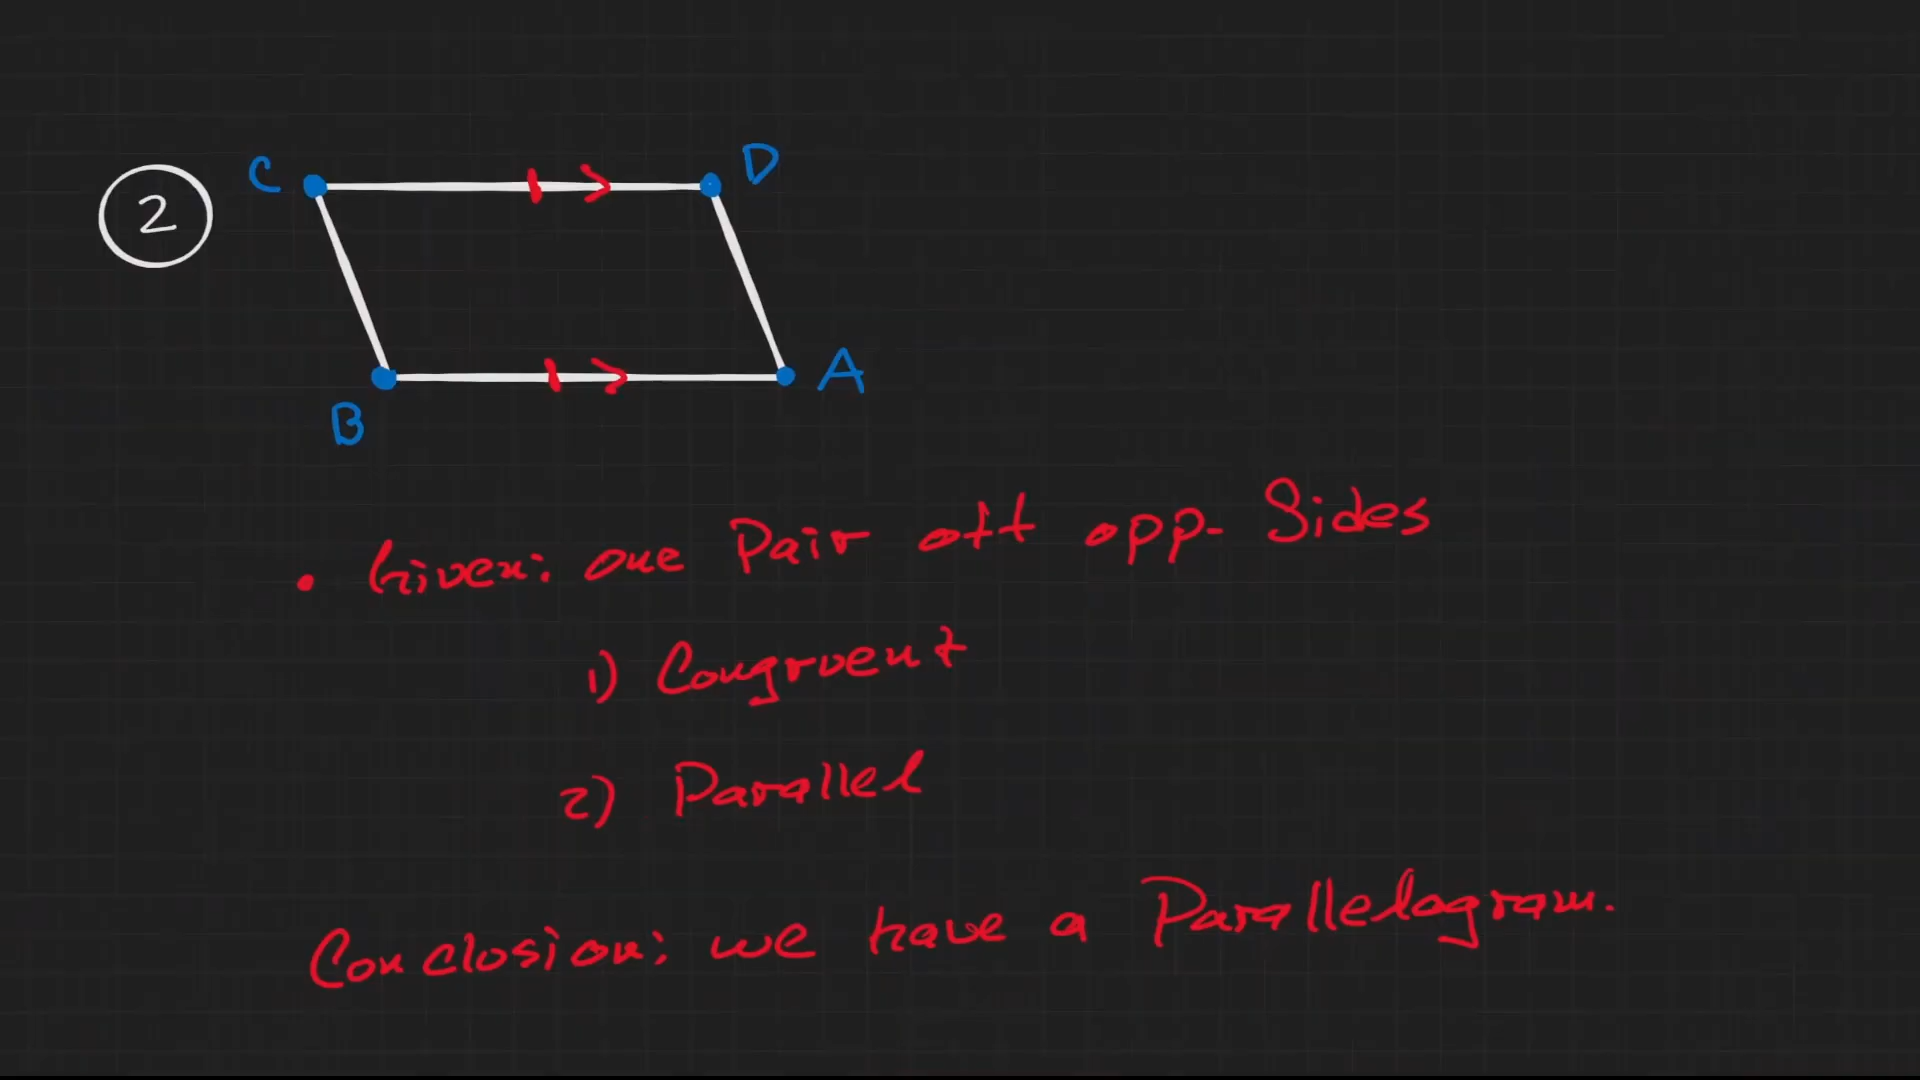 2
C
D
B
A
• Given: one Pair off opp. Sides
1) Congruent
2) Parallel
Conclusion: we have a Parallelogram.